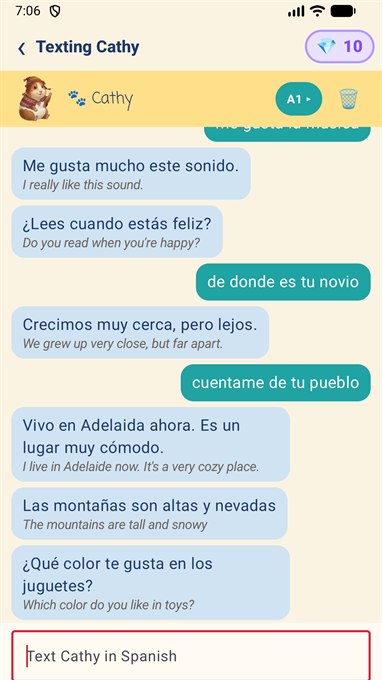 7:06
Texting Cathy
10
Cathy
A1
Me gusta mucho este sonido.
I really like this sound.
¿Lees cuando estás feliz?
Do you read when you're happy?
de donde es tu novio
Crecimos muy cerca, pero lejos.
We grew up very close, but far apart.
cuentame de tu pueblo
Vivo en Adelaida ahora. Es un
lugar muy cómodo.
I live in Adelaide now. It's a very cozy place.
Las montañas son altas y nevadas
The mountains are tall and snowy
¿Qué color te gusta en los
juguetes?
Which color do you like in toys?
Text Cathy in Spanish